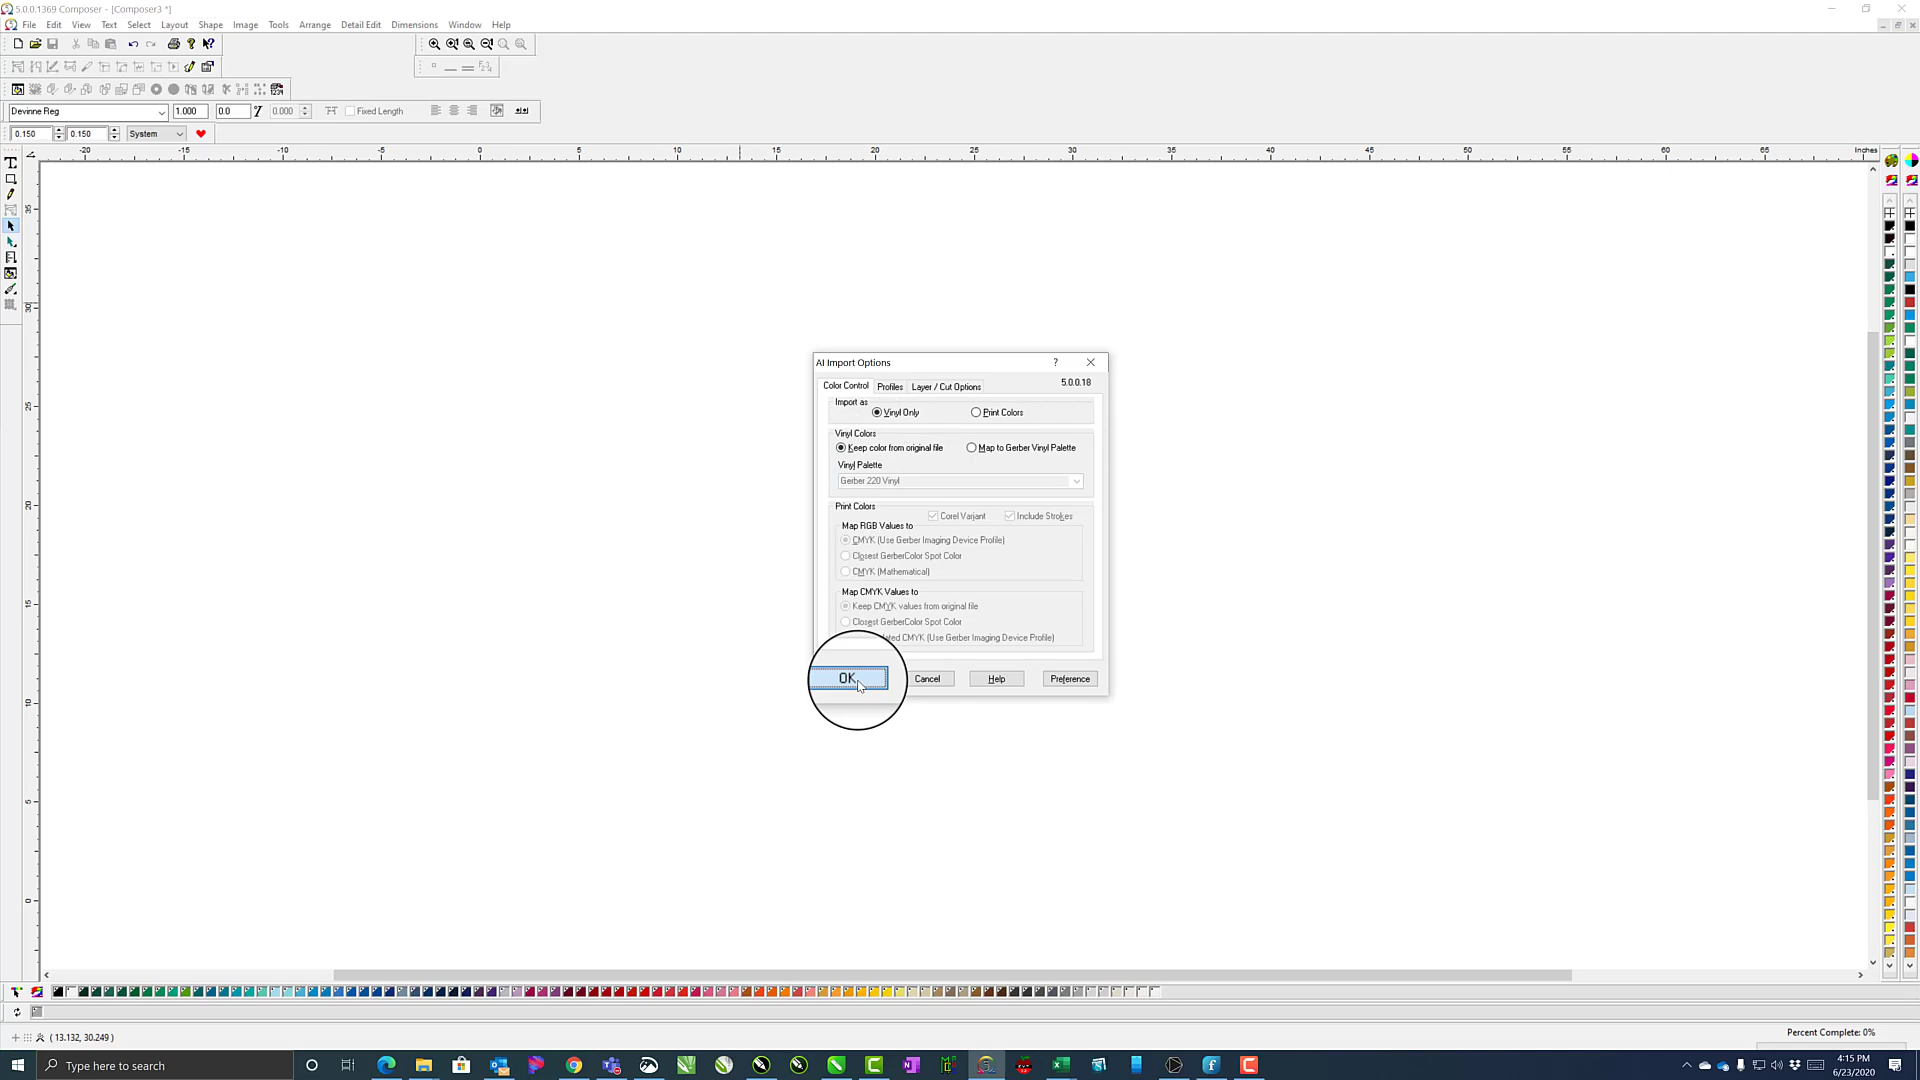 5.0.0.1369 Composer - [Composer3 *]
File Edit View Text Select Layout Shape Image Tools Arrange Detail Edit Dimensions Window Help
Devinne Reg 1.000 0.0 0.000 Fixed Length
0.150 0.150 System
-20 -15 -10 -5 0 5 10 15 20 25 30 35 40 45 50 55 60 65 Inches
35
30
25
20
15
10
5
0
AI Import Options ?
Color Control Profiles Layer / Cut Options 5.0.0.18
Import as
Vinyl Only Print Colors
Vinyl Colors
Keep color from original file Map to Gerber Vinyl Palette
Vinyl Palette
Gerber 220 Vinyl
Print Colors
Corel Variant Include Strokes
Map RGB Values to
CMYK (Use Gerber Imaging Device Profile)
Closest GerberColor Spot Color
CMYK (Mathematical)
Map CMYK Values to
Keep CMYK values from original file
Closest GerberColor Spot Color
lated CMYK (Use Gerber Imaging Device Profile)
OK Cancel Help Preference
( 13.132, 30.249 )
Percent Complete: 0%
Type here to search
4:15 PM
6/23/2020